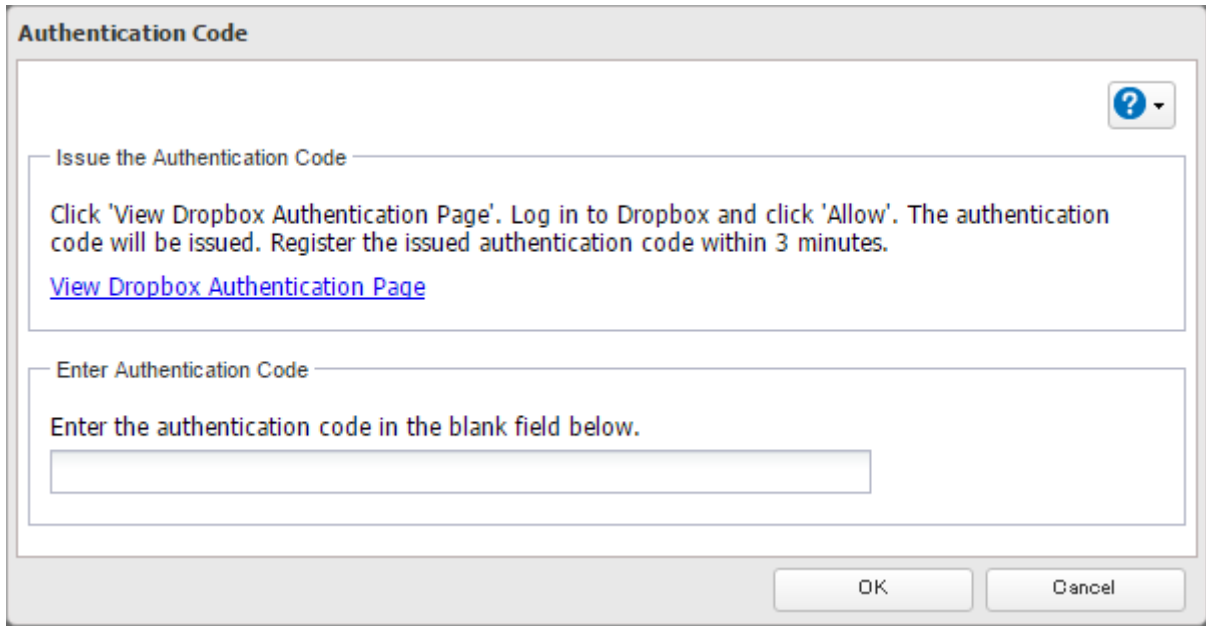 Authentication Code
?
Issue the Authentication Code
Click 'View Dropbox Authentication Page'. Log in to Dropbox and click 'Allow'. The authentication
code will be issued. Register the issued authentication code within 3 minutes.
View Dropbox Authentication Page
Enter Authentication Code
Enter the authentication code in the blank field below.
OK
Cancel